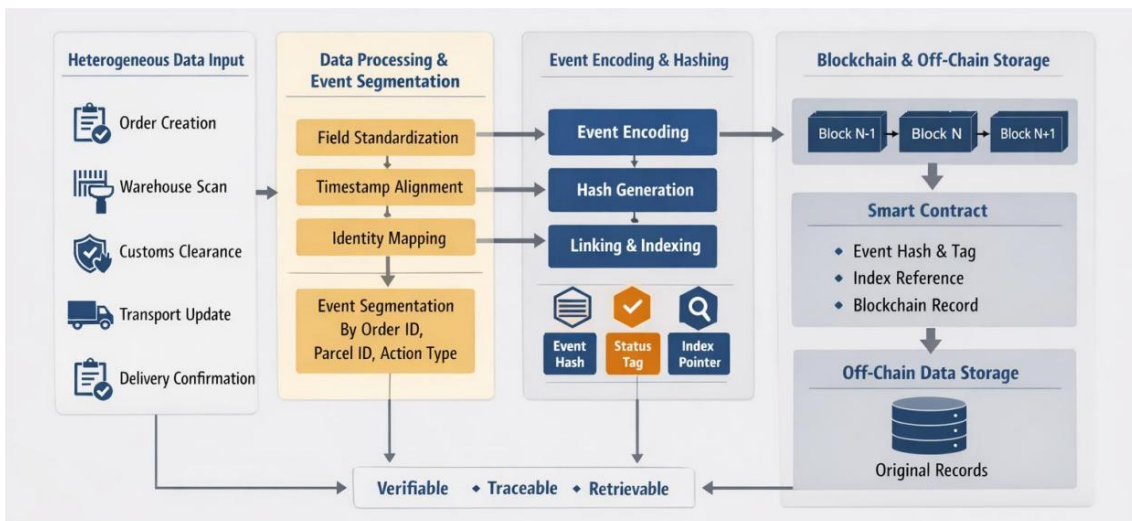 Heterogeneous Data Input
Order Creation
Warehouse Scan
Customs Clearance
Transport Update
Delivery Confirmation
Data Processing &
Event Segmentation
Field Standardization
Timestamp Alignment
Identity Mapping
Event Segmentation
By Order ID,
Parcel ID, Action Type
Event Encoding & Hashing
Event Encoding
Hash Generation
Linking & Indexing
Event
Hash
Status
Tag
Index
Pointer
Blockchain & Off-Chain Storage
Block N-1
Block N
Block N+1
Smart Contract
◆ Event Hash & Tag
◆ Index Reference
◆ Blockchain Record
Off-Chain Data Storage
Original Records
Verifiable ◆ Traceable ◆ Retrievable